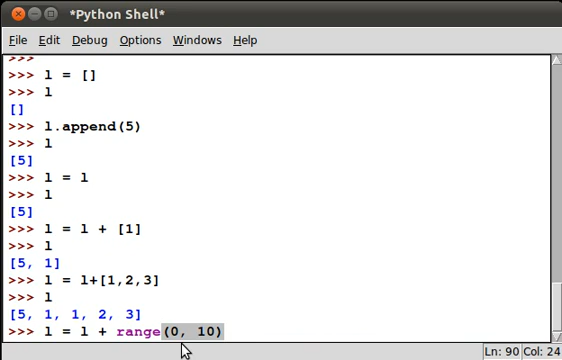 *Python Shell*
File Edit Debug Options Windows Help
>>>
>>> l = []
>>> l
[]
>>> l.append(5)
>>> l
[5]
>>> l = l
>>> l
[5]
>>> l = l + [1]
>>> l
[5, 1]
>>> l = l+[1,2,3]
>>> l
[5, 1, 1, 2, 3]
>>> l = l + range(0, 10)
Ln: 90 Col: 24